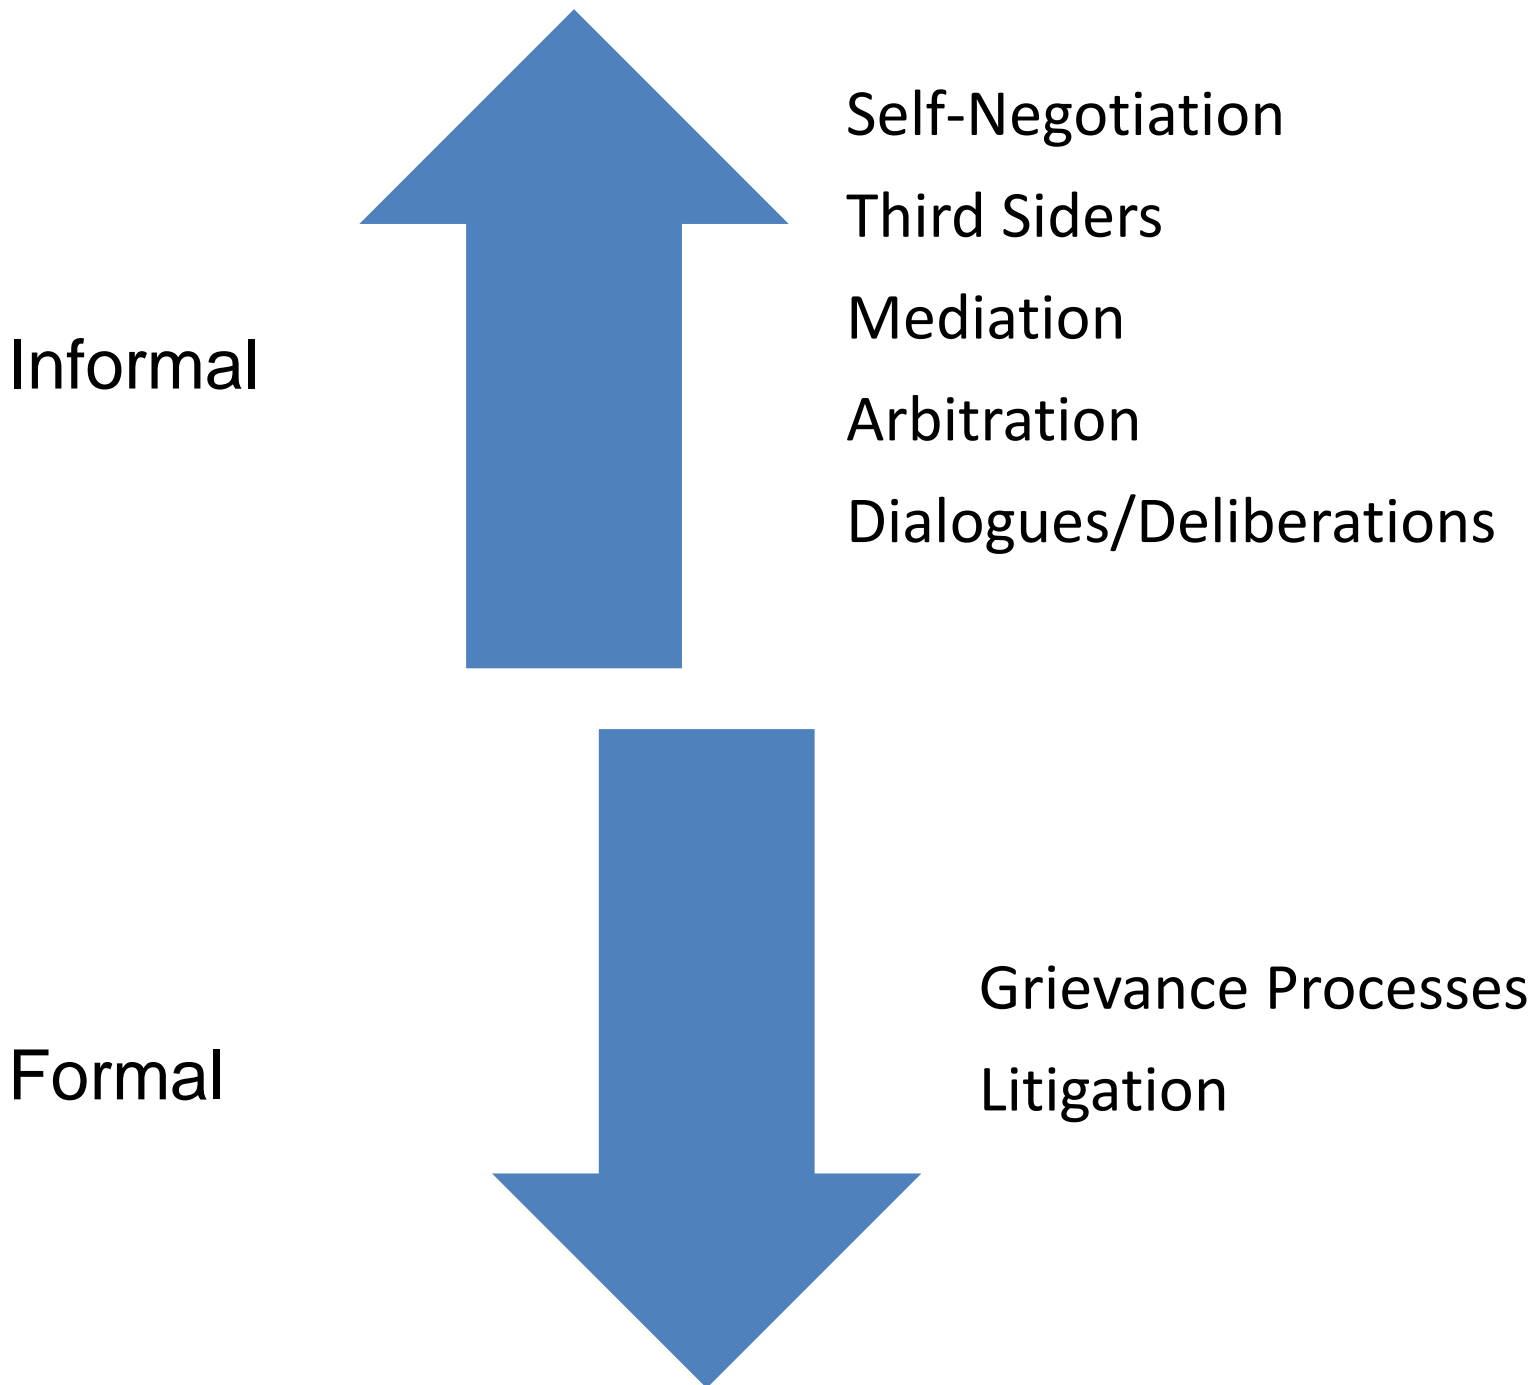 Self-Negotiation
Third Siders
Mediation
Informal
Arbitration
Dialogues/Deliberations
Grievance Processes
Formal
Litigation